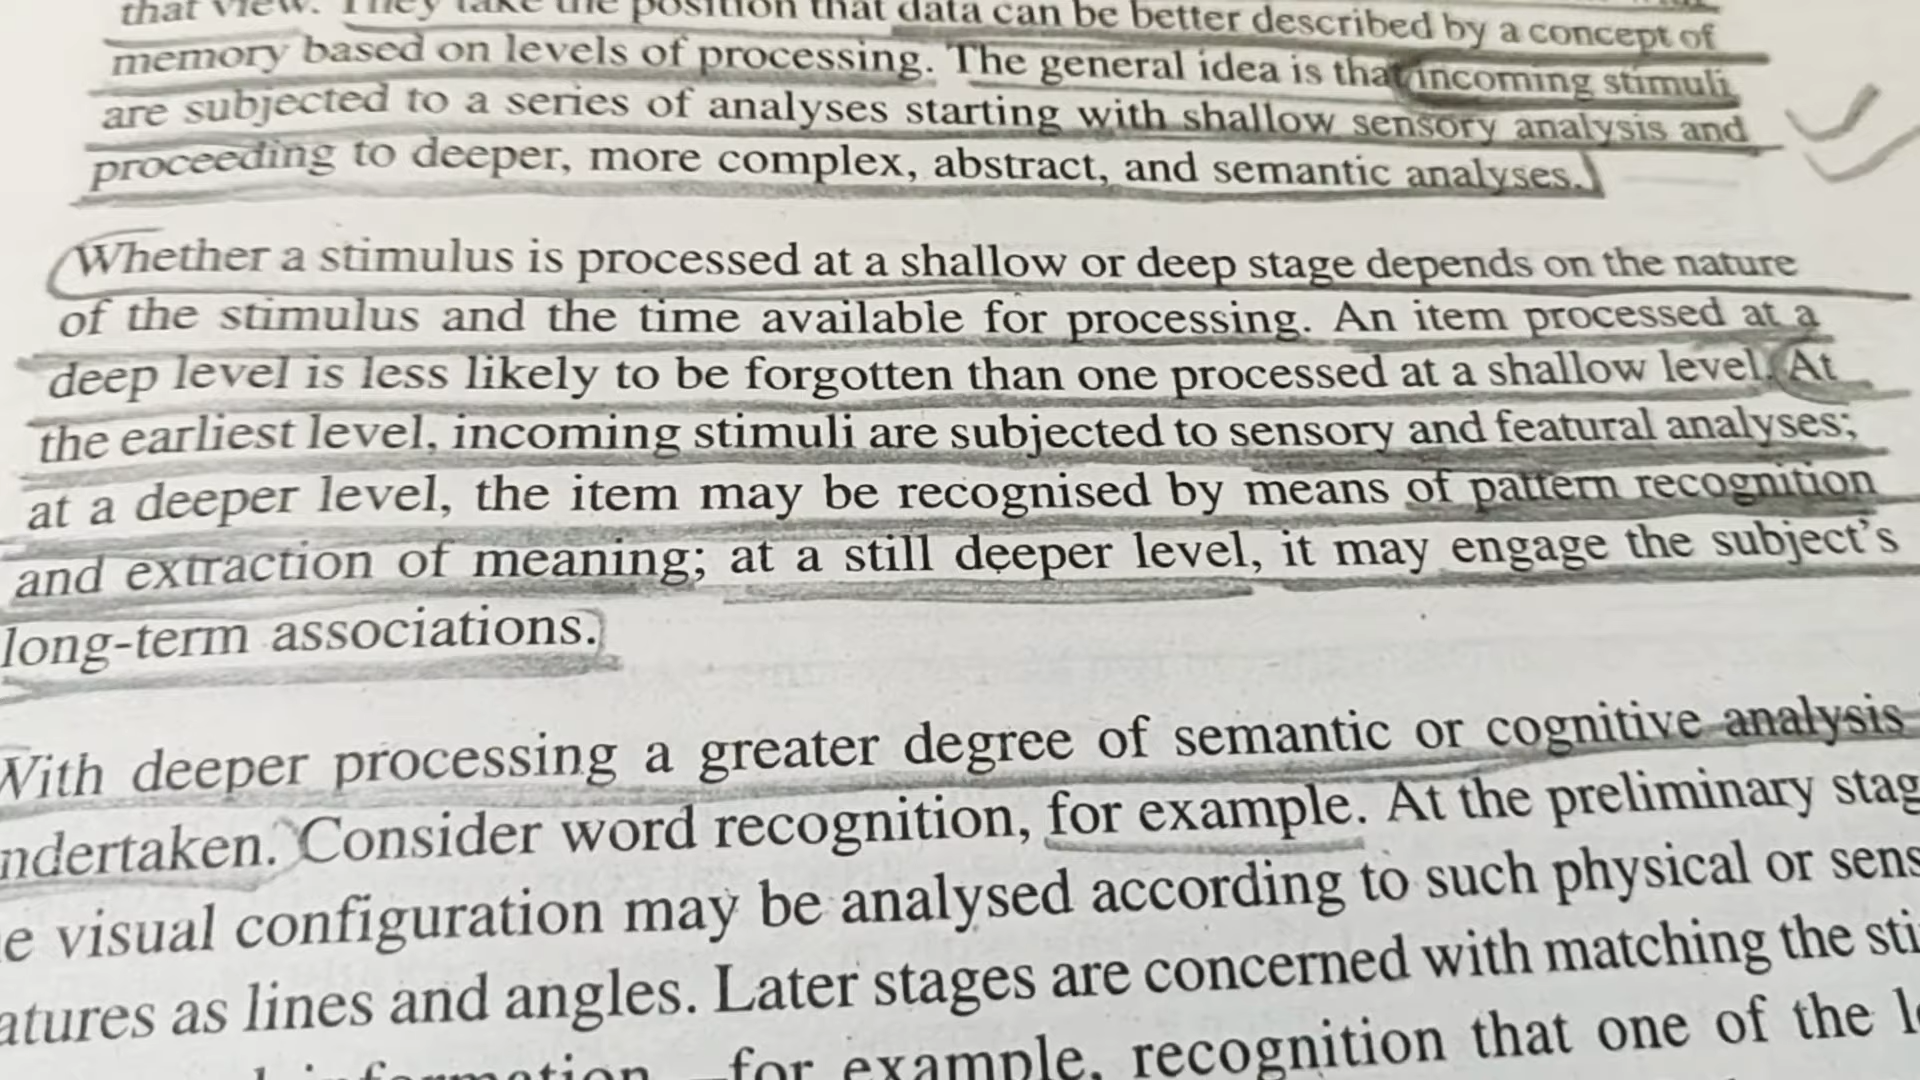 that view. They take the position that data can be better described by a concept of
memory based on levels of processing. The general idea is that incoming stimuli
are subjected to a series of analyses starting with shallow sensory analysis and
proceeding to deeper, more complex, abstract, and semantic analyses.
Whether a stimulus is processed at a shallow or deep stage depends on the nature
of the stimulus and the time available for processing. An item processed at a
deep level is less likely to be forgotten than one processed at a shallow level. At
the earliest level, incoming stimuli are subjected to sensory and featural analyses;
at a deeper level, the item may be recognised by means of pattern recognition
and extraction of meaning; at a still deeper level, it may engage the subject's
long-term associations.
With deeper processing a greater degree of semantic or cognitive analysis
ndertaken. Consider word recognition, for example. At the preliminary stag
e visual configuration may be analysed according to such physical or sens
atures as lines and angles. Later stages are concerned with matching the sti
information—for example, recognition that one of the l